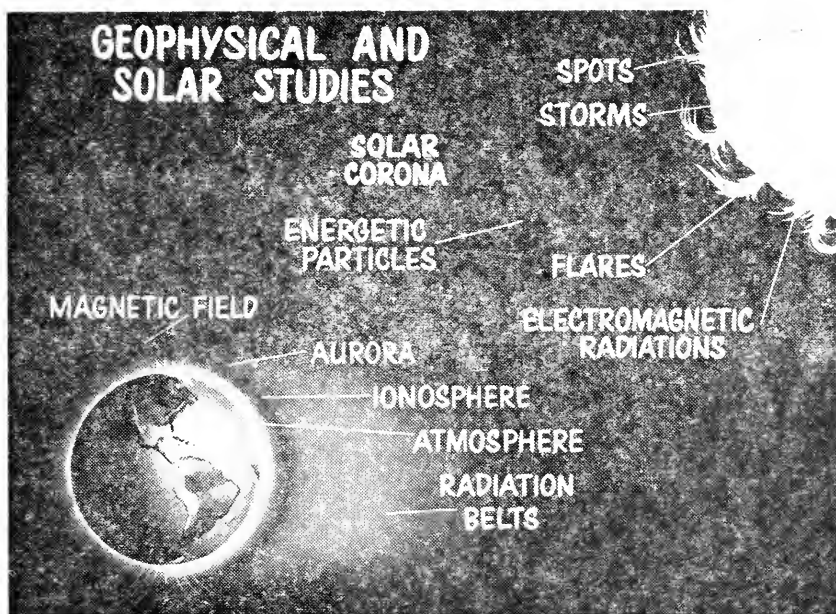 GEOPHYSICAL AND
SOLAR STUDIES
SPOTS
STORMS
SOLAR
CORONA
ENERGETIC
PARTICLES
FLARES
MAGNETIC FIELD
ELECTROMAGNETIC
RADIATIONS
AURORA
IONOSPHERE
ATMOSPHERE
RADIATION
BELTS